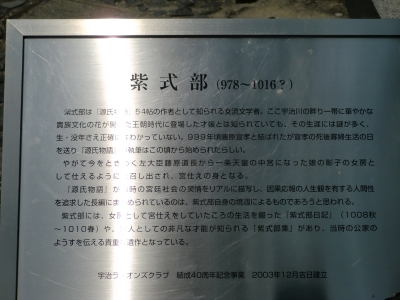 紫式部 (978～1016?)
紫式部は『源氏物 』54帖の作者として知られる女流文学者。ここ宇治川の畔り一帯に華やかな
貴族文化の花が開 た王朝時代に登場した才媛とは知られていても、その生涯には謎が多く、
生・没年さえ正確に わかっていない。999年頃藤原宣孝と結ばれたが宣孝の死後寡婦生活の日
を送り『源氏物語』 執筆はこの頃から始められたらしい。
やがて今をときめく左大臣藤原道長から一条天皇の中宮になった娘の彰子の女房と
して仕えるように 召し出され、宮仕えの身となる。
『源氏物語』が 時の宮廷社会の実情をリアルに描写し、因果応報の人生観を有する人間性
を追求した長編にま められているのは、紫式部自身の境遇によるものであろうと思われる。
紫式部には、女房として宮仕えをしていたころの生活を綴った『紫式部日記』(1008秋
～1010春)や、 人としての非凡な才能が知られる『紫式部集』があり、当時の公家の
ようすを伝える貴重 遺作となっている。
宇治ラ オンズクラブ 結成40周年記念事業 2003年12月吉日建立